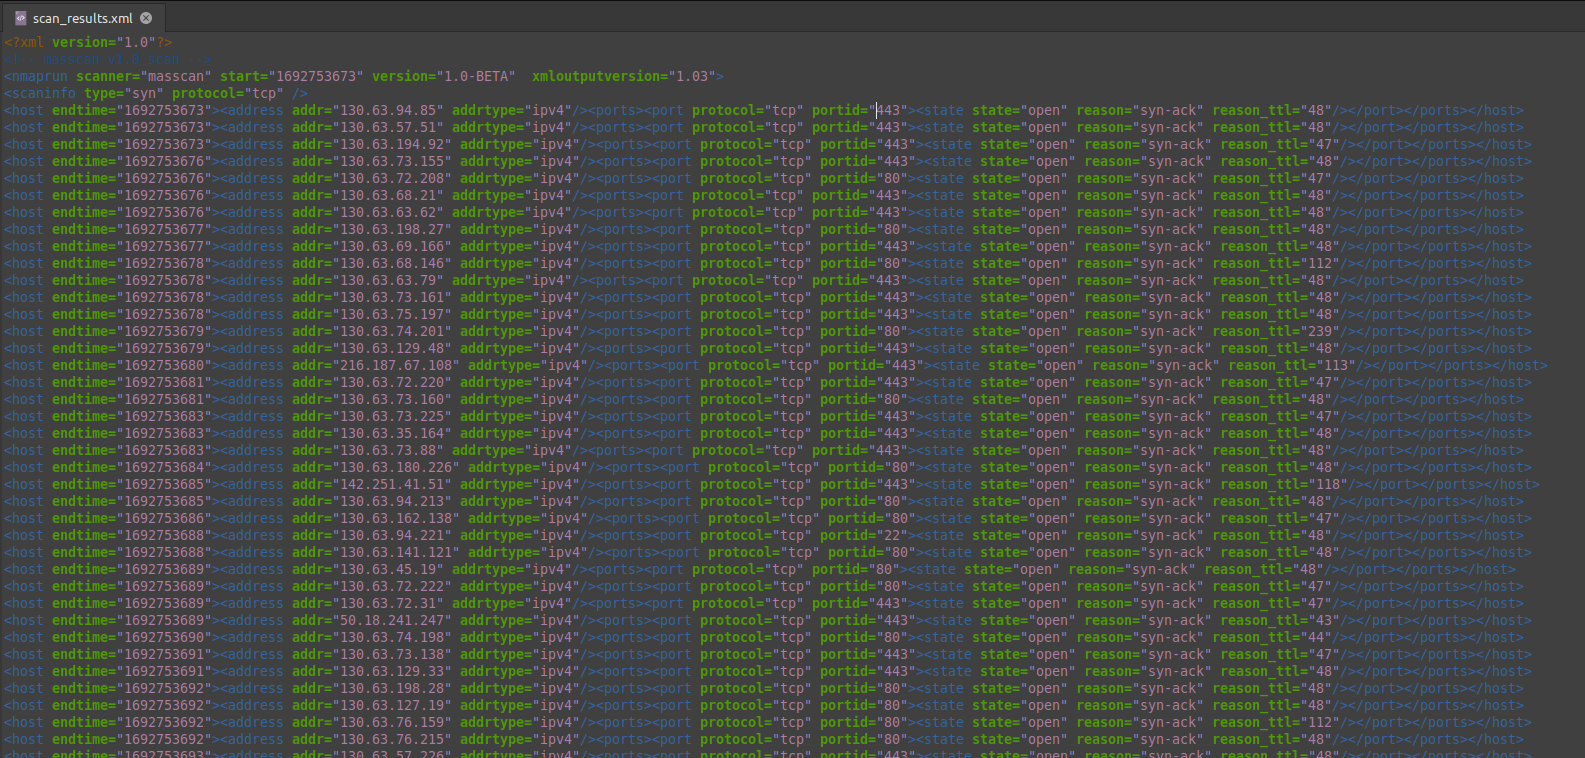 scan_results.xml
<?xml version="1.0"?>
<!-- masscan v1.0 scan -->
<nmaprun scanner="masscan" start="1692753673" version="1.0-BETA"  xmloutputversion="1.03">
<scaninfo type="syn" protocol="tcp" />
<host endtime="1692753673"><address addr="130.63.94.85" addrtype="ipv4"/><ports><port protocol="tcp" portid="443"><state state="open" reason="syn-ack" reason_ttl="48"/></port></ports></host>
<host endtime="1692753673"><address addr="130.63.57.51" addrtype="ipv4"/><ports><port protocol="tcp" portid="443"><state state="open" reason="syn-ack" reason_ttl="48"/></port></ports></host>
<host endtime="1692753673"><address addr="130.63.194.92" addrtype="ipv4"/><ports><port protocol="tcp" portid="443"><state state="open" reason="syn-ack" reason_ttl="47"/></port></ports></host>
<host endtime="1692753676"><address addr="130.63.73.155" addrtype="ipv4"/><ports><port protocol="tcp" portid="443"><state state="open" reason="syn-ack" reason_ttl="48"/></port></ports></host>
<host endtime="1692753676"><address addr="130.63.72.208" addrtype="ipv4"/><ports><port protocol="tcp" portid="80"><state state="open" reason="syn-ack" reason_ttl="47"/></port></ports></host>
<host endtime="1692753676"><address addr="130.63.68.21" addrtype="ipv4"/><ports><port protocol="tcp" portid="443"><state state="open" reason="syn-ack" reason_ttl="48"/></port></ports></host>
<host endtime="1692753676"><address addr="130.63.63.62" addrtype="ipv4"/><ports><port protocol="tcp" portid="443"><state state="open" reason="syn-ack" reason_ttl="48"/></port></ports></host>
<host endtime="1692753677"><address addr="130.63.198.27" addrtype="ipv4"/><ports><port protocol="tcp" portid="80"><state state="open" reason="syn-ack" reason_ttl="48"/></port></ports></host>
<host endtime="1692753677"><address addr="130.63.69.166" addrtype="ipv4"/><ports><port protocol="tcp" portid="443"><state state="open" reason="syn-ack" reason_ttl="48"/></port></ports></host>
<host endtime="1692753678"><address addr="130.63.68.146" addrtype="ipv4"/><ports><port protocol="tcp" portid="80"><state state="open" reason="syn-ack" reason_ttl="112"/></port></ports></host>
<host endtime="1692753678"><address addr="130.63.63.79" addrtype="ipv4"/><ports><port protocol="tcp" portid="443"><state state="open" reason="syn-ack" reason_ttl="48"/></port></ports></host>
<host endtime="1692753678"><address addr="130.63.73.161" addrtype="ipv4"/><ports><port protocol="tcp" portid="443"><state state="open" reason="syn-ack" reason_ttl="48"/></port></ports></host>
<host endtime="1692753678"><address addr="130.63.75.197" addrtype="ipv4"/><ports><port protocol="tcp" portid="443"><state state="open" reason="syn-ack" reason_ttl="48"/></port></ports></host>
<host endtime="1692753679"><address addr="130.63.74.201" addrtype="ipv4"/><ports><port protocol="tcp" portid="80"><state state="open" reason="syn-ack" reason_ttl="239"/></port></ports></host>
<host endtime="1692753679"><address addr="130.63.129.48" addrtype="ipv4"/><ports><port protocol="tcp" portid="443"><state state="open" reason="syn-ack" reason_ttl="48"/></port></ports></host>
<host endtime="1692753680"><address addr="216.187.67.108" addrtype="ipv4"/><ports><port protocol="tcp" portid="443"><state state="open" reason="syn-ack" reason_ttl="113"/></port></ports></host>
<host endtime="1692753681"><address addr="130.63.72.220" addrtype="ipv4"/><ports><port protocol="tcp" portid="443"><state state="open" reason="syn-ack" reason_ttl="47"/></port></ports></host>
<host endtime="1692753681"><address addr="130.63.73.160" addrtype="ipv4"/><ports><port protocol="tcp" portid="80"><state state="open" reason="syn-ack" reason_ttl="48"/></port></ports></host>
<host endtime="1692753683"><address addr="130.63.73.225" addrtype="ipv4"/><ports><port protocol="tcp" portid="443"><state state="open" reason="syn-ack" reason_ttl="47"/></port></ports></host>
<host endtime="1692753683"><address addr="130.63.35.164" addrtype="ipv4"/><ports><port protocol="tcp" portid="443"><state state="open" reason="syn-ack" reason_ttl="48"/></port></ports></host>
<host endtime="1692753683"><address addr="130.63.73.88" addrtype="ipv4"/><ports><port protocol="tcp" portid="443"><state state="open" reason="syn-ack" reason_ttl="48"/></port></ports></host>
<host endtime="1692753684"><address addr="130.63.180.226" addrtype="ipv4"/><ports><port protocol="tcp" portid="80"><state state="open" reason="syn-ack" reason_ttl="48"/></port></ports></host>
<host endtime="1692753685"><address addr="142.251.41.51" addrtype="ipv4"/><ports><port protocol="tcp" portid="443"><state state="open" reason="syn-ack" reason_ttl="118"/></port></ports></host>
<host endtime="1692753685"><address addr="130.63.94.213" addrtype="ipv4"/><ports><port protocol="tcp" portid="80"><state state="open" reason="syn-ack" reason_ttl="48"/></port></ports></host>
<host endtime="1692753686"><address addr="130.63.162.138" addrtype="ipv4"/><ports><port protocol="tcp" portid="80"><state state="open" reason="syn-ack" reason_ttl="47"/></port></ports></host>
<host endtime="1692753688"><address addr="130.63.94.221" addrtype="ipv4"/><ports><port protocol="tcp" portid="22"><state state="open" reason="syn-ack" reason_ttl="48"/></port></ports></host>
<host endtime="1692753688"><address addr="130.63.141.121" addrtype="ipv4"/><ports><port protocol="tcp" portid="80"><state state="open" reason="syn-ack" reason_ttl="48"/></port></ports></host>
<host endtime="1692753689"><address addr="130.63.45.19" addrtype="ipv4"/><ports><port protocol="tcp" portid="80"><state state="open" reason="syn-ack" reason_ttl="48"/></port></ports></host>
<host endtime="1692753689"><address addr="130.63.72.222" addrtype="ipv4"/><ports><port protocol="tcp" portid="80"><state state="open" reason="syn-ack" reason_ttl="47"/></port></ports></host>
<host endtime="1692753689"><address addr="130.63.72.31" addrtype="ipv4"/><ports><port protocol="tcp" portid="443"><state state="open" reason="syn-ack" reason_ttl="47"/></port></ports></host>
<host endtime="1692753689"><address addr="50.18.241.247" addrtype="ipv4"/><ports><port protocol="tcp" portid="443"><state state="open" reason="syn-ack" reason_ttl="43"/></port></ports></host>
<host endtime="1692753690"><address addr="130.63.74.198" addrtype="ipv4"/><ports><port protocol="tcp" portid="80"><state state="open" reason="syn-ack" reason_ttl="44"/></port></ports></host>
<host endtime="1692753691"><address addr="130.63.73.138" addrtype="ipv4"/><ports><port protocol="tcp" portid="443"><state state="open" reason="syn-ack" reason_ttl="47"/></port></ports></host>
<host endtime="1692753691"><address addr="130.63.129.33" addrtype="ipv4"/><ports><port protocol="tcp" portid="443"><state state="open" reason="syn-ack" reason_ttl="48"/></port></ports></host>
<host endtime="1692753692"><address addr="130.63.198.28" addrtype="ipv4"/><ports><port protocol="tcp" portid="80"><state state="open" reason="syn-ack" reason_ttl="48"/></port></ports></host>
<host endtime="1692753692"><address addr="130.63.127.19" addrtype="ipv4"/><ports><port protocol="tcp" portid="80"><state state="open" reason="syn-ack" reason_ttl="48"/></port></ports></host>
<host endtime="1692753692"><address addr="130.63.76.159" addrtype="ipv4"/><ports><port protocol="tcp" portid="80"><state state="open" reason="syn-ack" reason_ttl="112"/></port></ports></host>
<host endtime="1692753692"><address addr="130.63.76.215" addrtype="ipv4"/><ports><port protocol="tcp" portid="80"><state state="open" reason="syn-ack" reason_ttl="48"/></port></ports></host>
<host endtime="1692753693"><address addr="130.63.57.226" addrtype="ipv4"/><ports><port protocol="tcp" portid="443"><state state="open" reason="syn-ack" reason_ttl="48"/></port></ports></host>